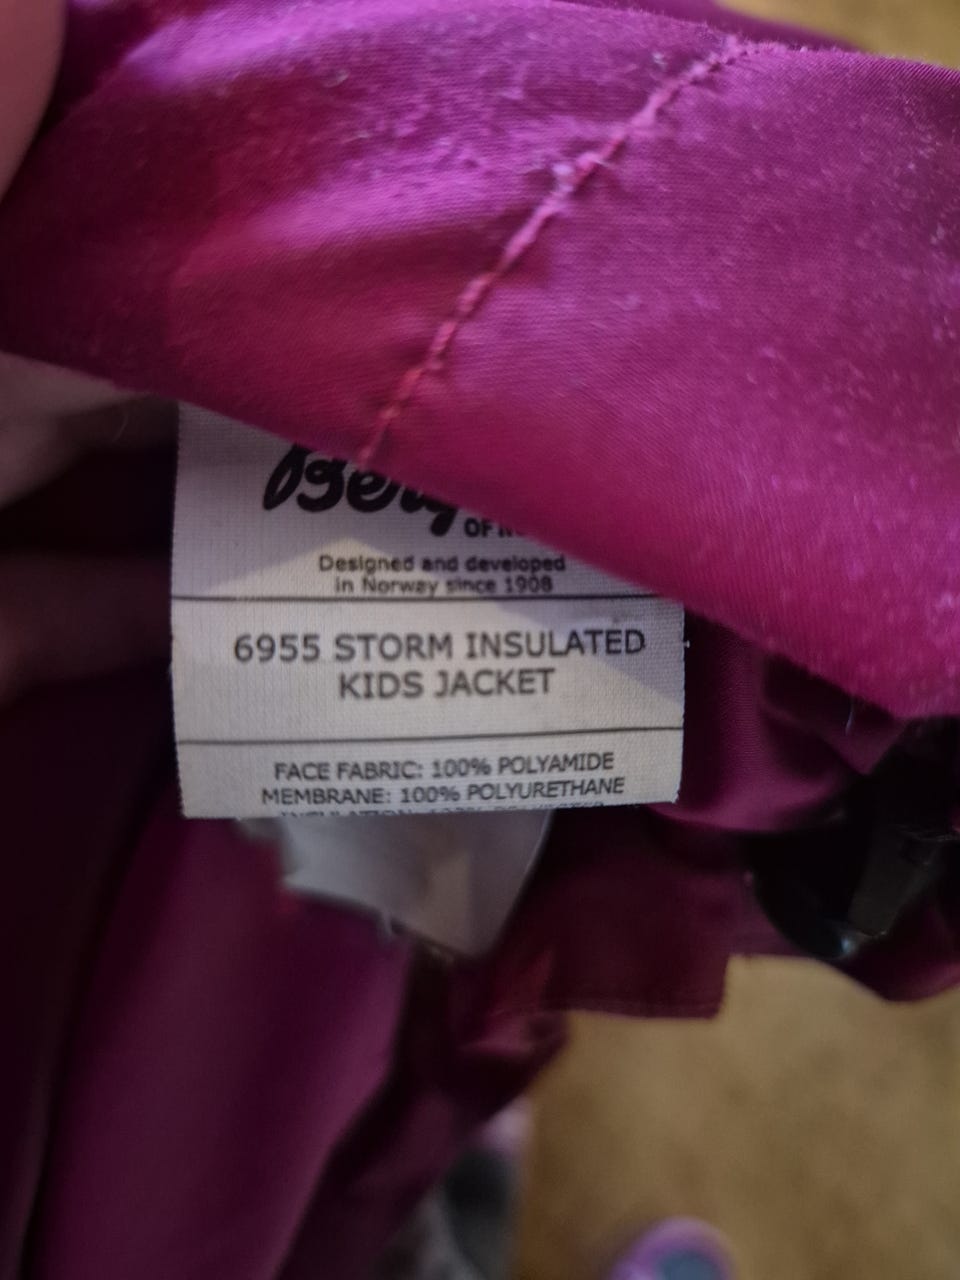 Designed and developed
in Norway since 1908
6955 STORM INSULATED
KIDS JACKET
FACE FABRIC: 100% POLYAMIDE
MEMBRANE: 100% POLYURETHANE